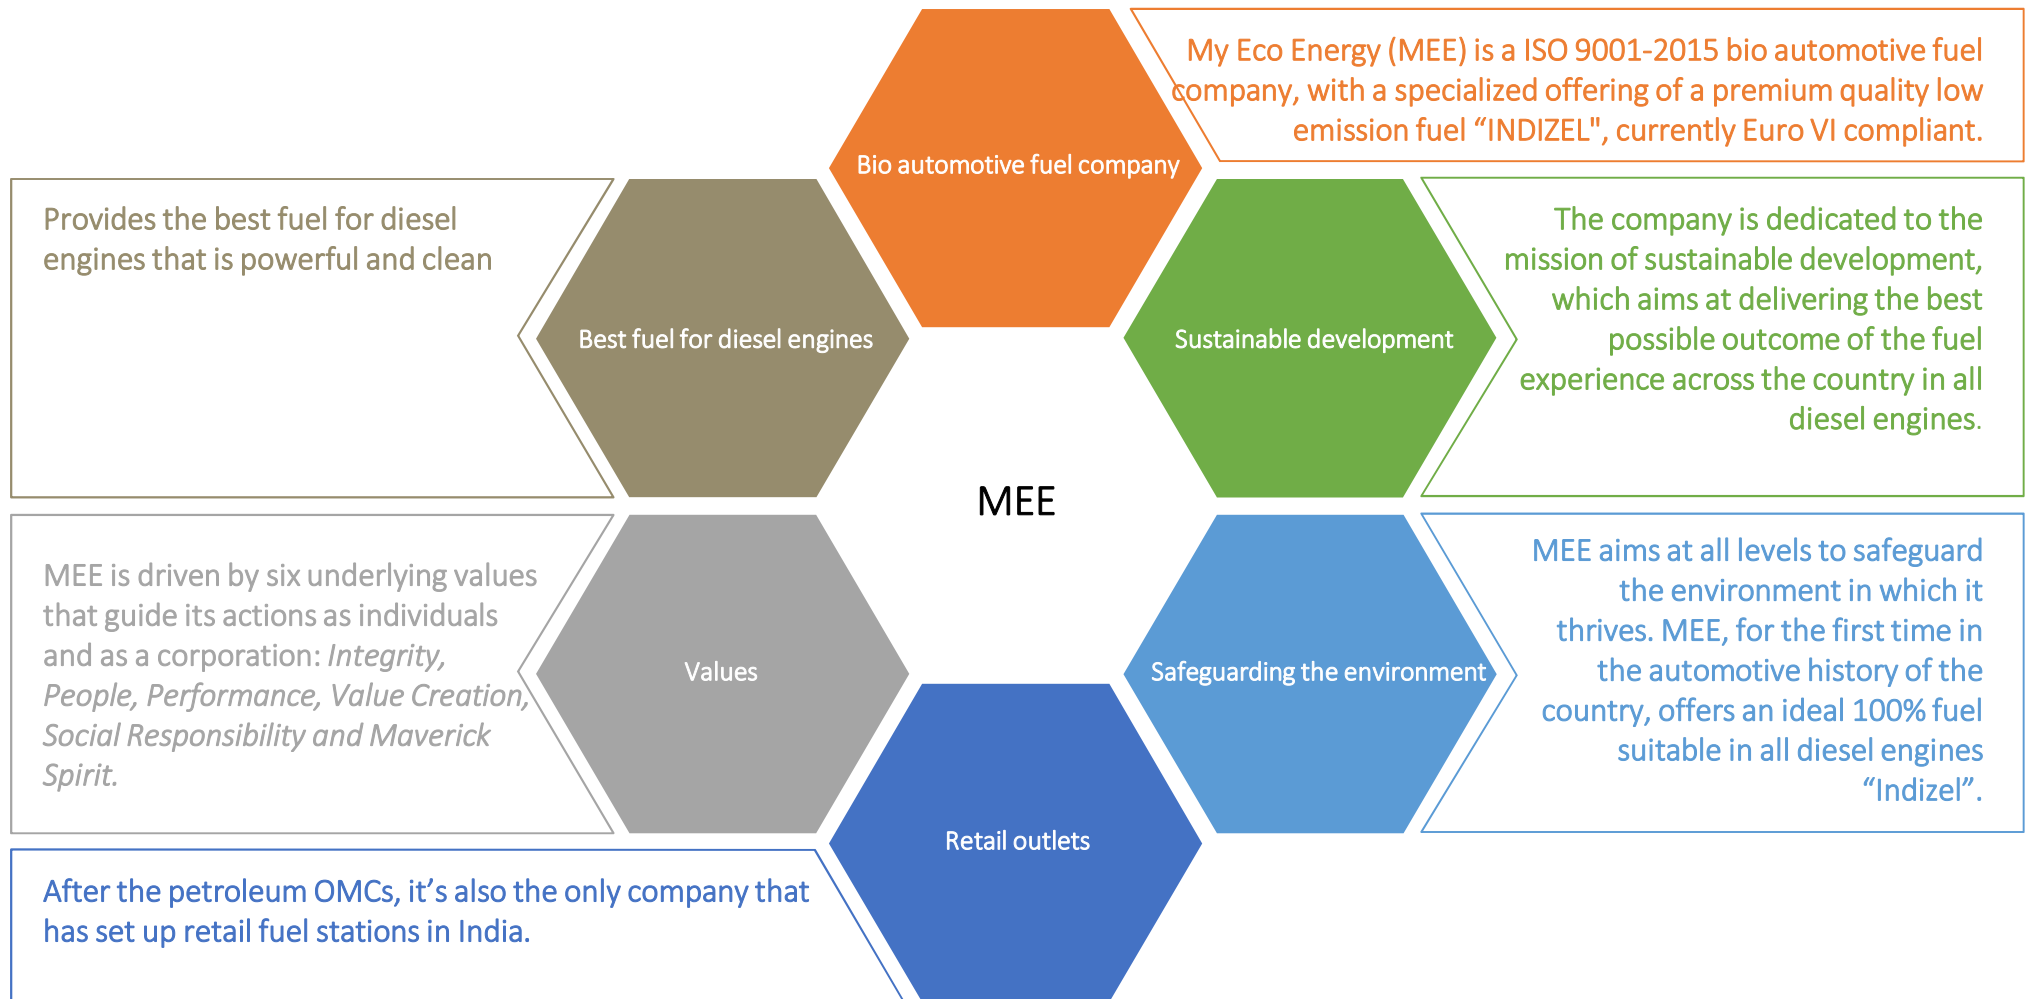 My Eco Energy (MEE) is a ISO 9001-2015 bio automotive fuel
company, with a specialized offering of a premium quality low
emission fuel “INDIZEL", currently Euro VI compliant.
Bio automotive fuel company
Provides the best fuel for diesel
engines that is powerful and clean
Best fuel for diesel engines
Sustainable development
The company is dedicated to the
mission of sustainable development,
which aims at delivering the best
possible outcome of the fuel
experience across the country in all
diesel engines.
MEE
MEE is driven by six underlying values
that guide its actions as individuals
and as a corporation: Integrity,
People, Performance, Value Creation,
Social Responsibility and Maverick
Spirit.
Values
Safeguarding the environment
MEE aims at all levels to safeguard
the environment in which it
thrives. MEE, for the first time in
the automotive history of the
country, offers an ideal 100% fuel
suitable in all diesel engines
“Indizel”.
Retail outlets
After the petroleum OMCs, it’s also the only company that
has set up retail fuel stations in India.